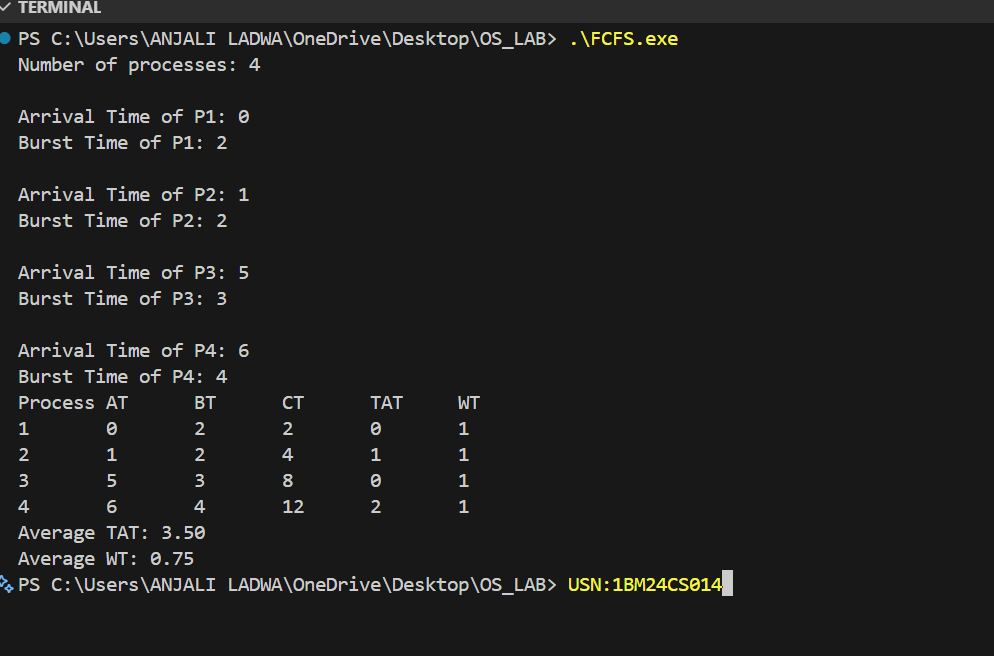 TERMINAL
PS C:\Users\ANJALI LADWA\OneDrive\Desktop\OS_LAB> .\FCFS.exe
Number of processes: 4
Arrival Time of P1: 0
Burst Time of P1: 2
Arrival Time of P2: 1
Burst Time of P2: 2
Arrival Time of P3: 5
Burst Time of P3: 3
Arrival Time of P4: 6
Burst Time of P4: 4
Process AT      BT      CT      TAT     WT
1       0       2       2       0       1
2       1       2       4       1       1
3       5       3       8       0       1
4       6       4       12      2       1
Average TAT: 3.50
Average WT: 0.75
PS C:\Users\ANJALI LADWA\OneDrive\Desktop\OS_LAB> USN:1BM24CS014